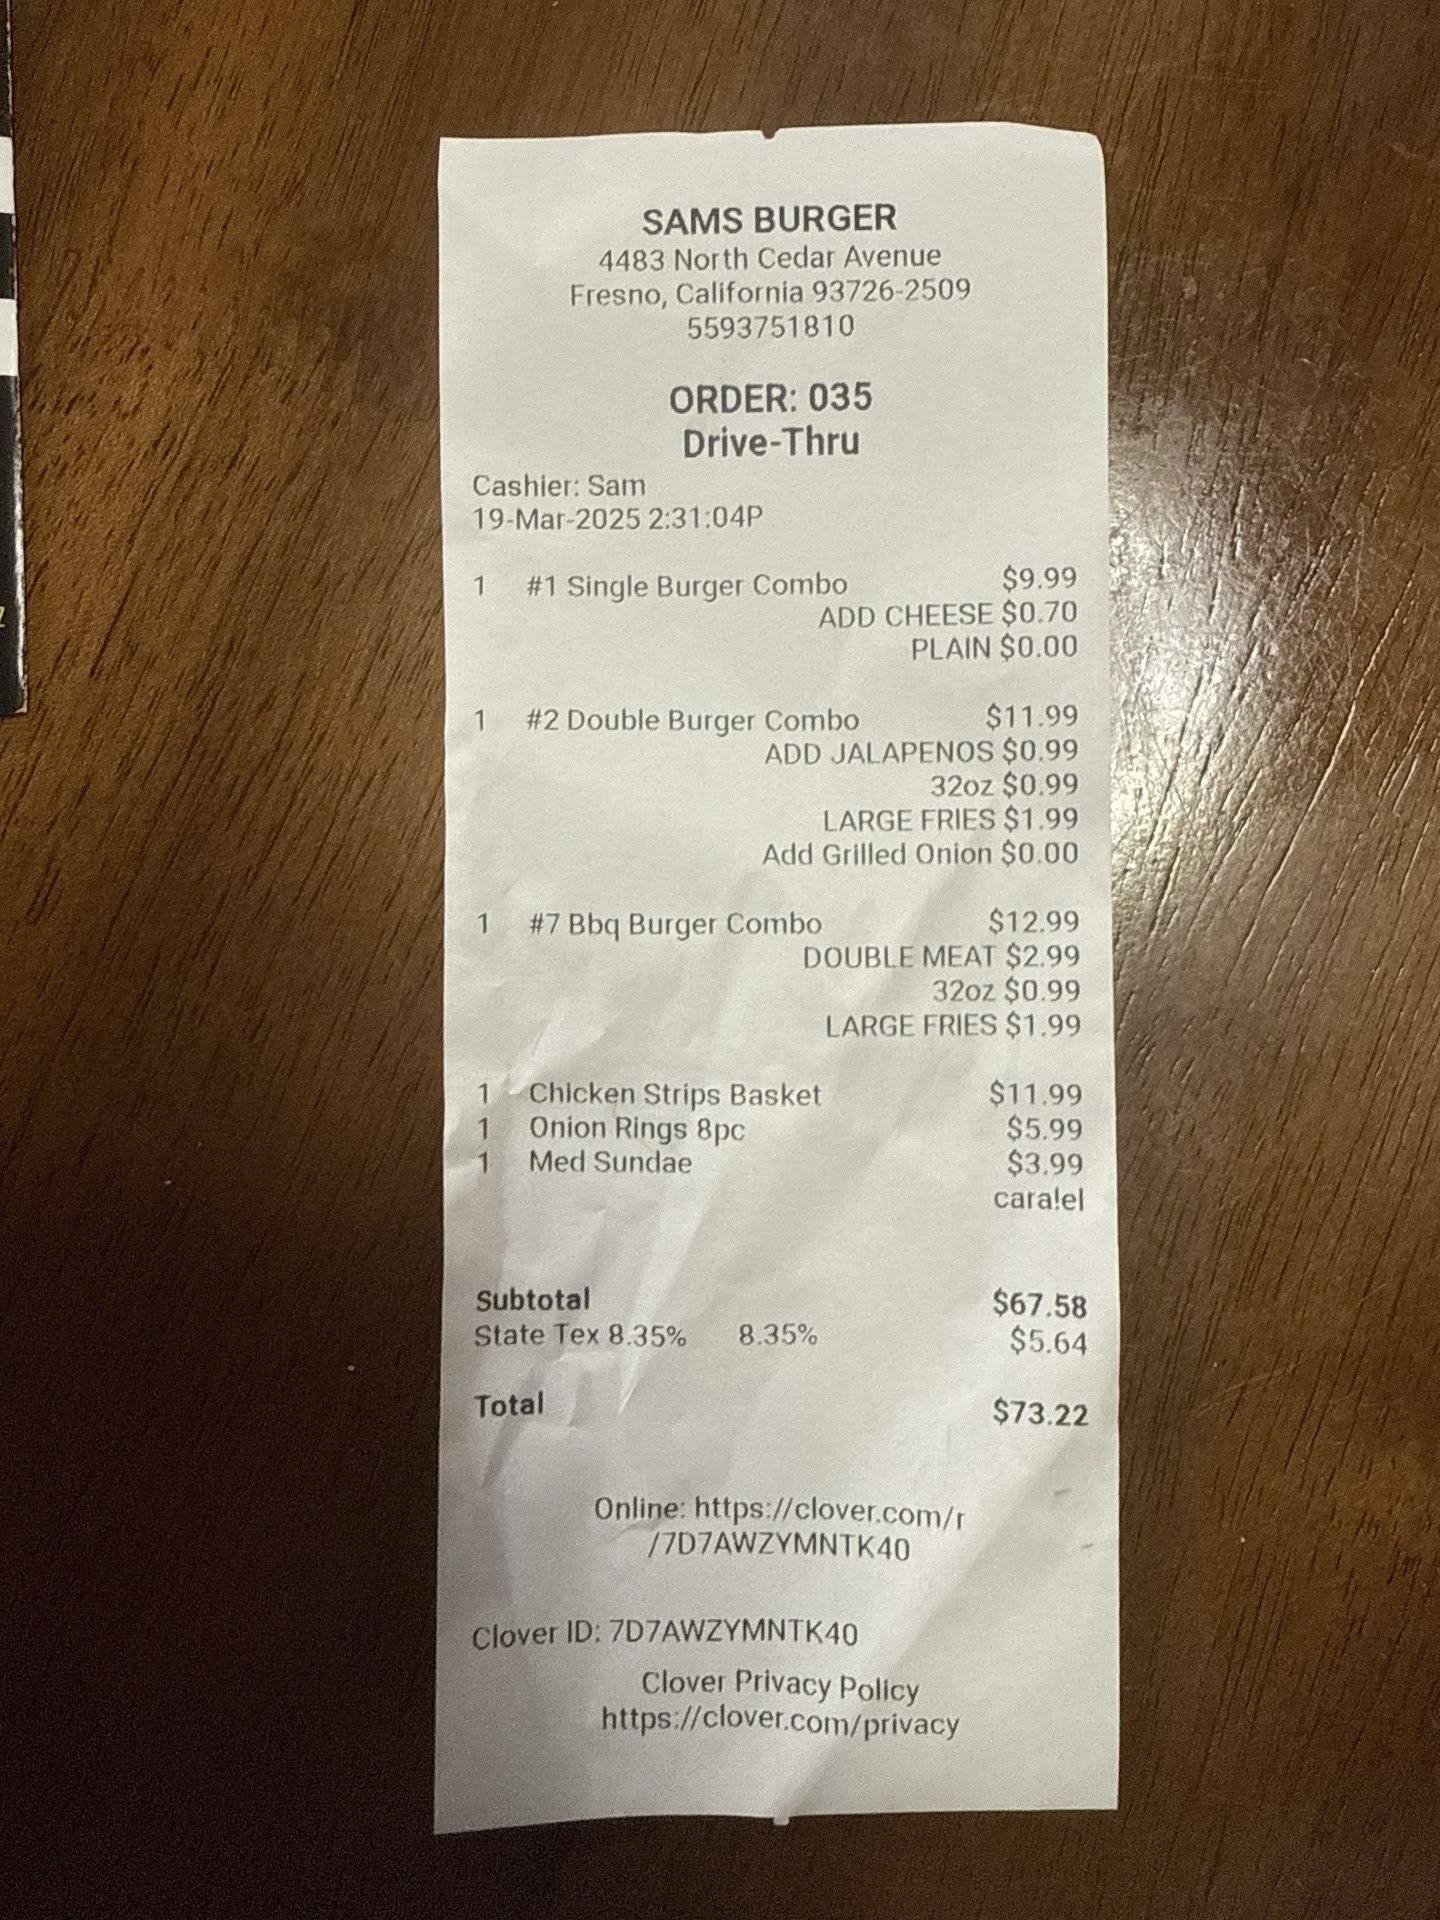 SAMS BURGER
4483 North Cedar Avenue
Fresno, California 93726-2509
5593751810
ORDER: 035
Drive-Thru
Cashier: Sam
19-Mar-2025 2:31:04P
1 #1 Single Burger Combo $9.99
ADD CHEESE $0.70
PLAIN $0.00
1 #2 Double Burger Combo $11.99
ADD JALAPENOS $0.99
32oz $0.99
LARGE FRIES $1.99
Add Grilled Onion $0.00
1 #7 Bbq Burger Combo $12.99
DOUBLE MEAT $2.99
32oz $0.99
LARGE FRIES $1.99
1 Chicken Strips Basket $11.99
1 Onion Rings 8pc $5.99
1 Med Sundae $3.99
cara!el
Subtotal $67.58
State Tex 8.35% 8.35% $5.64
Total $73.22
Online: https://clover.com/r
/7D7AWZYMNTK40
Clover ID: 7D7AWZYMNTK40
Clover Privacy Policy
https://clover.com/privacy